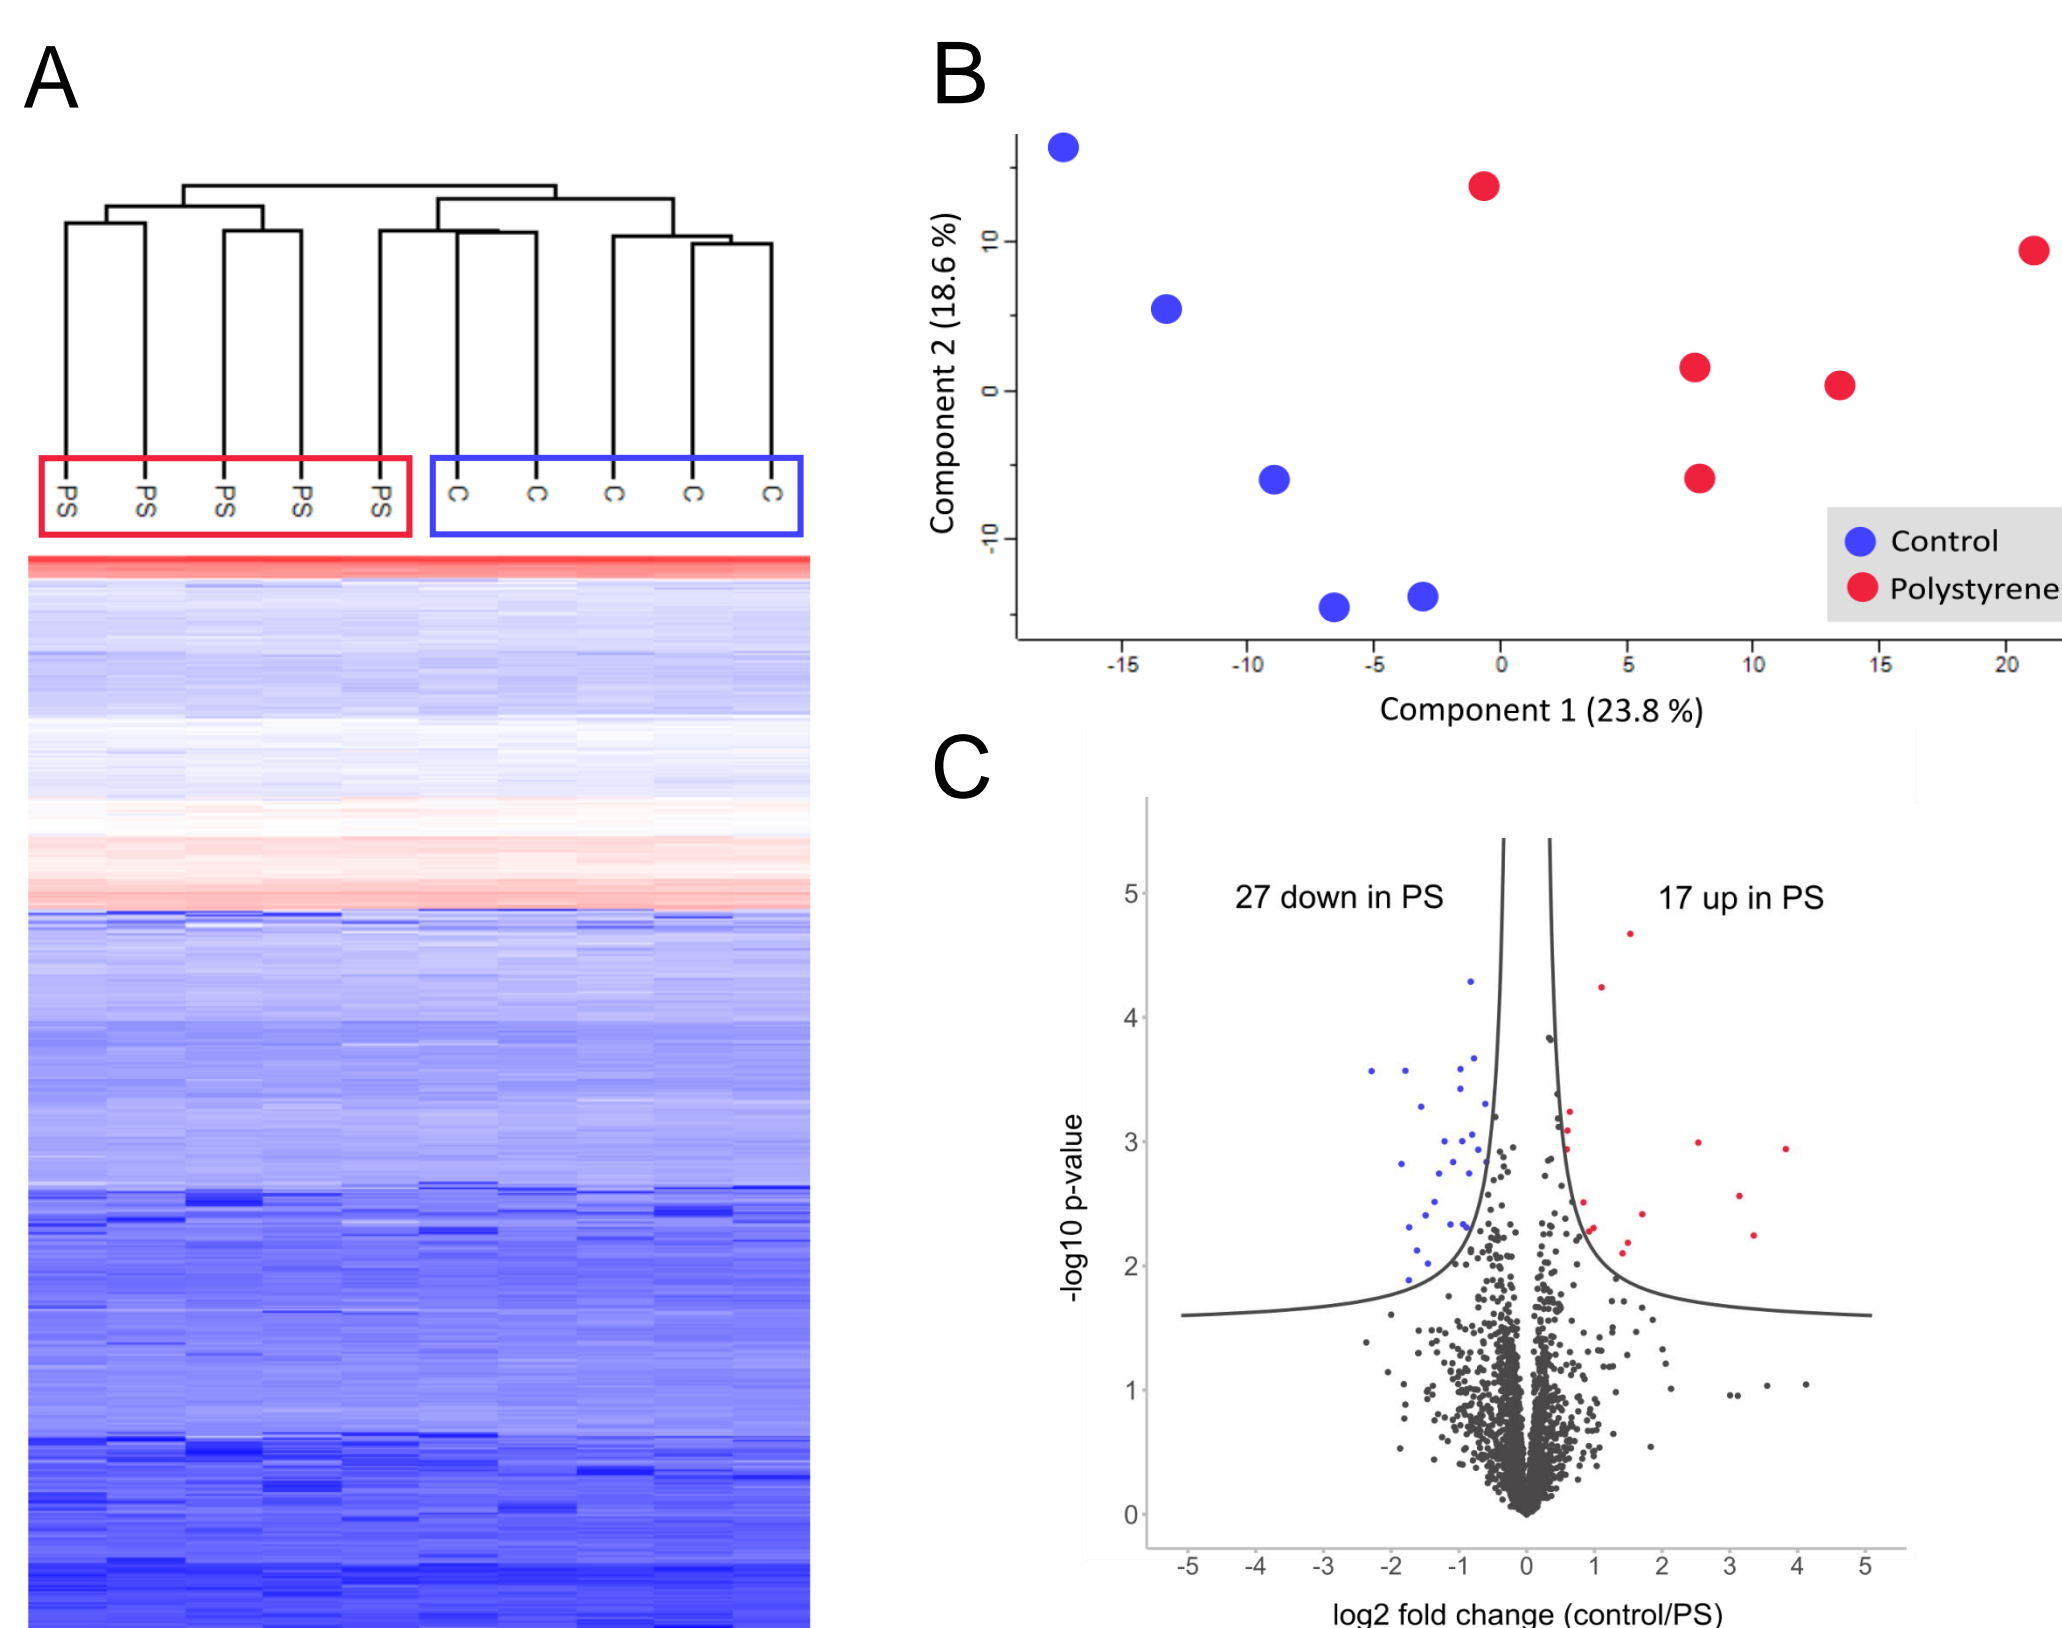 A
PS PS PS PS PS C C C C C
B
Component 2 (18.6 %)
10
0
-10
Control
Polystyrene
-15 -10 -5 0 5 10 15 20
Component 1 (23.8 %)
C
27 down in PS 17 up in PS
-log10 p-value
5
4
3
2
1
0
-5 -4 -3 -2 -1 0 1 2 3 4 5
log2 fold change (control/PS)